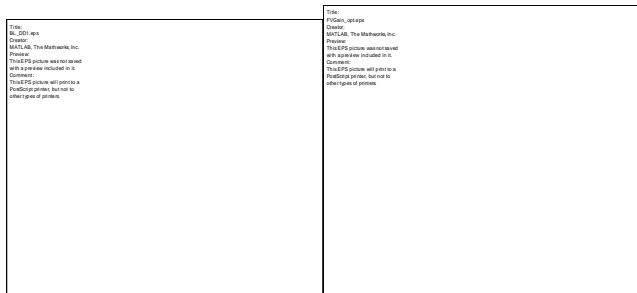 Title:
BL_DD1.eps
Creator:
MATLAB, The Mathworks, Inc.
Preview:
This EPS picture was not saved
with a preview included in it.
Comment:
This EPS picture will print to a
PostScript printer, but not to
other types of printers.
Title:
FVGain_opt.eps
Creator:
MATLAB, The Mathworks, Inc.
Preview:
This EPS picture was not saved
with a preview included in it.
Comment:
This EPS picture will print to a
PostScript printer, but not to
other types of printers.